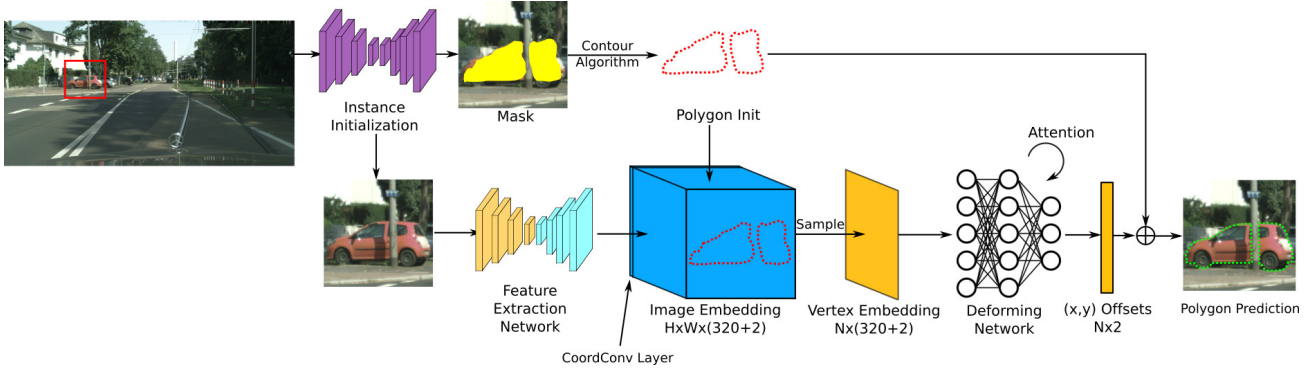 Instance
Initialization
Mask
Contour
Algorithm
Polygon Init
Feature
Extraction
Network
CoordConv Layer
Image Embedding
HxWx(320+2)
Sample
Vertex Embedding
Nx(320+2)
Attention
Deforming
Network
(x,y) Offsets
Nx2
Polygon Prediction